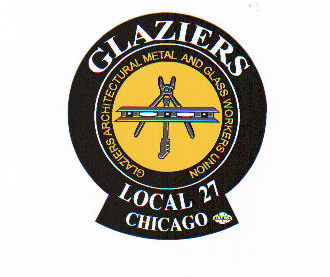 GLAZIERS
GLAZIERS ARCHITECTURAL METAL AND GLASS WORKERS UNION
LOCAL 27
CHICAGO